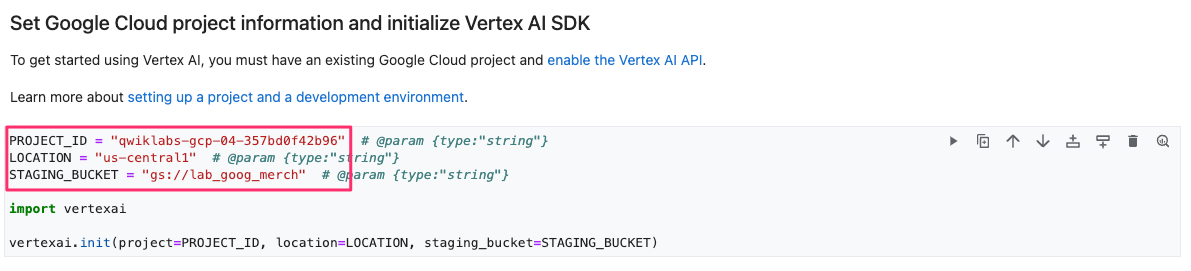 Set Google Cloud project information and initialize Vertex AI SDK
To get started using Vertex AI, you must have an existing Google Cloud project and enable the Vertex AI API.
Learn more about setting up a project and a development environment.
PROJECT_ID = "qwiklabs-gcp-04-357bd0f42b96"  # @param {type:"string"}
LOCATION = "us-central1"  # @param {type:"string"}
STAGING_BUCKET = "gs://lab_goog_merch"  # @param {type:"string"}
import vertexai
vertexai.init(project=PROJECT_ID, location=LOCATION, staging_bucket=STAGING_BUCKET)